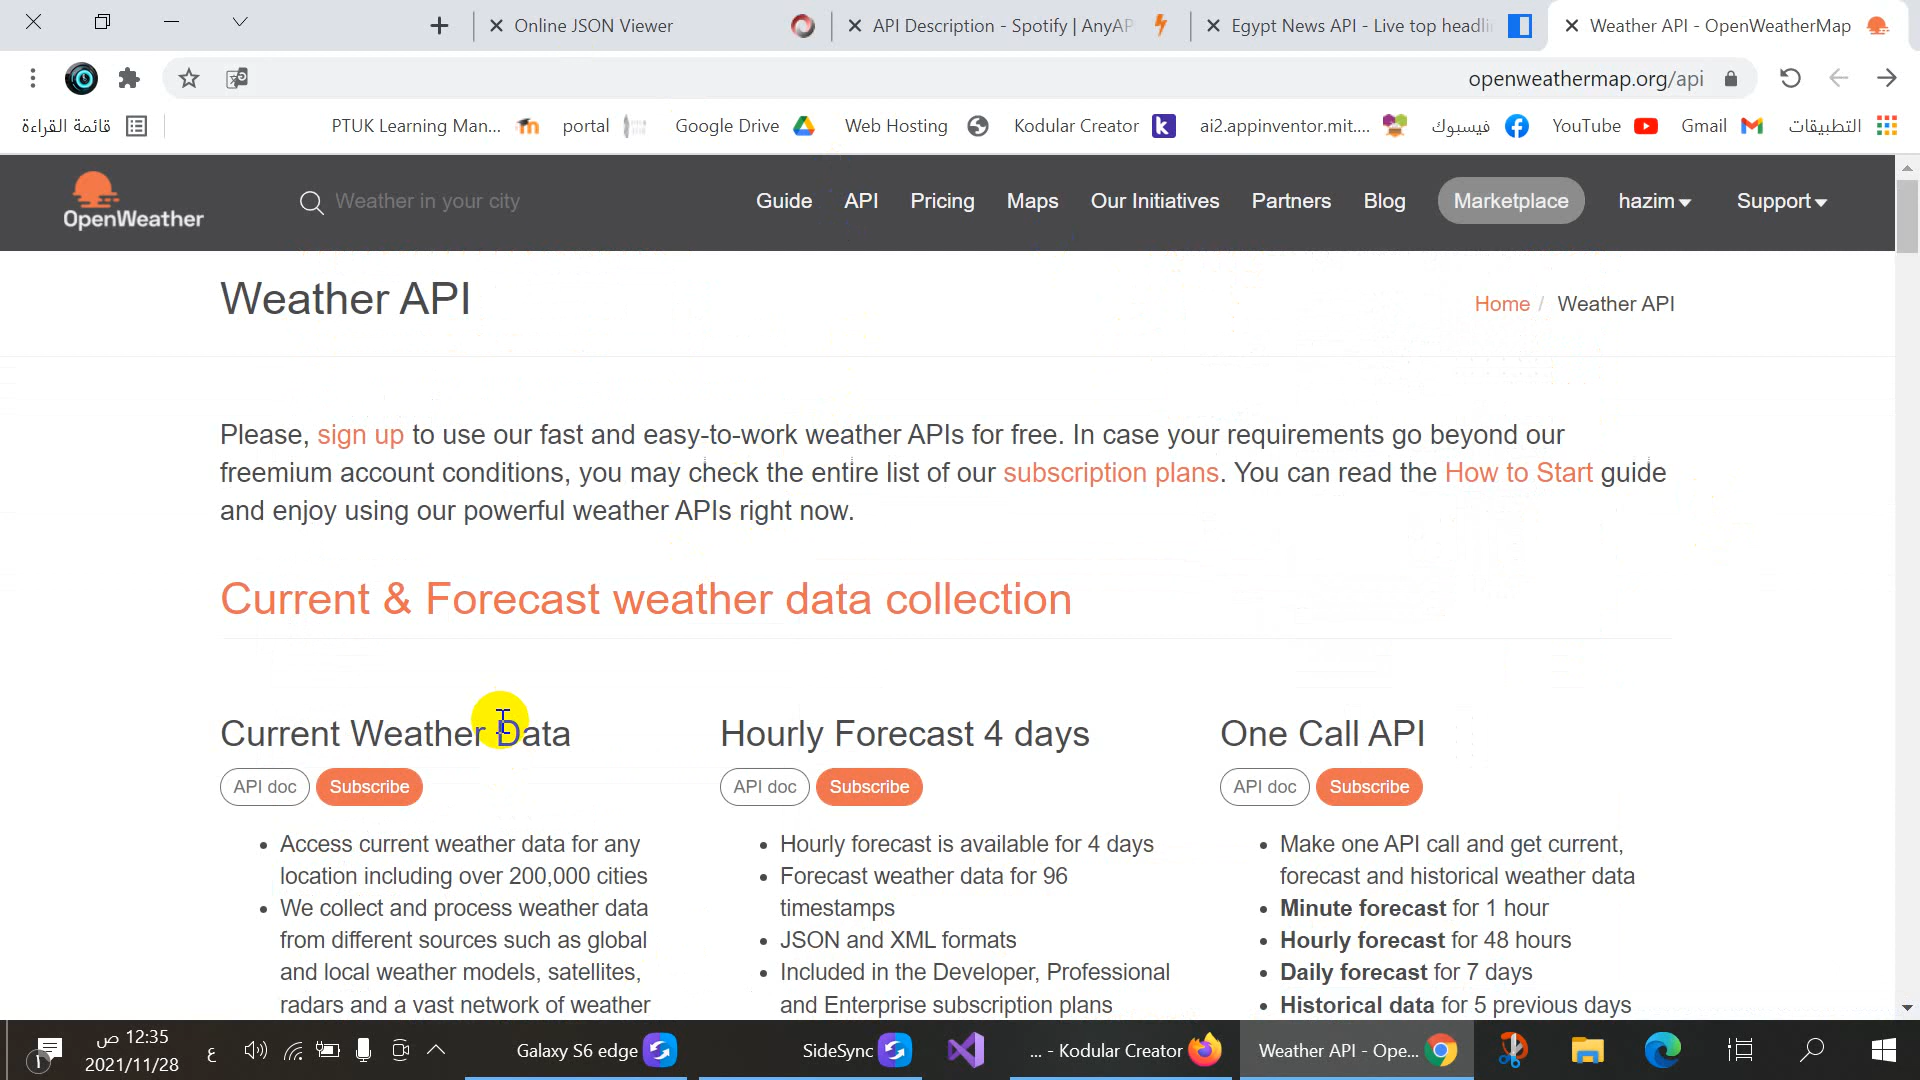 Online JSON Viewer
API Description - Spotify | AnyAP
Egypt News API - Live top headli
Weather API - OpenWeatherMap
openweathermap.org/api
قائمة القراءة
PTUK Learning Man...
portal
Google Drive
Web Hosting
Kodular Creator
ai2.appinventor.mit....
فيسبوك
YouTube
Gmail
التطبيقات
OpenWeather
Weather in your city
Guide
API
Pricing
Maps
Our Initiatives
Partners
Blog
Marketplace
hazim
Support
Weather API
Home / Weather API
Please, sign up to use our fast and easy-to-work weather APIs for free. In case your requirements go beyond our
freemium account conditions, you may check the entire list of our subscription plans. You can read the How to Start guide
and enjoy using our powerful weather APIs right now.
Current & Forecast weather data collection
Current Weather Data
API doc
Subscribe
Access current weather data for any
location including over 200,000 cities
We collect and process weather data
from different sources such as global
and local weather models, satellites,
radars and a vast network of weather
Hourly Forecast 4 days
API doc
Subscribe
Hourly forecast is available for 4 days
Forecast weather data for 96
timestamps
JSON and XML formats
Included in the Developer, Professional
and Enterprise subscription plans
One Call API
API doc
Subscribe
Make one API call and get current,
forecast and historical weather data
Minute forecast for 1 hour
Hourly forecast for 48 hours
Daily forecast for 7 days
Historical data for 5 previous days
١
12:35 ص
2021/11/28
ع
Galaxy S6 edge
SideSync
... - Kodular Creator
Weather API - Ope...